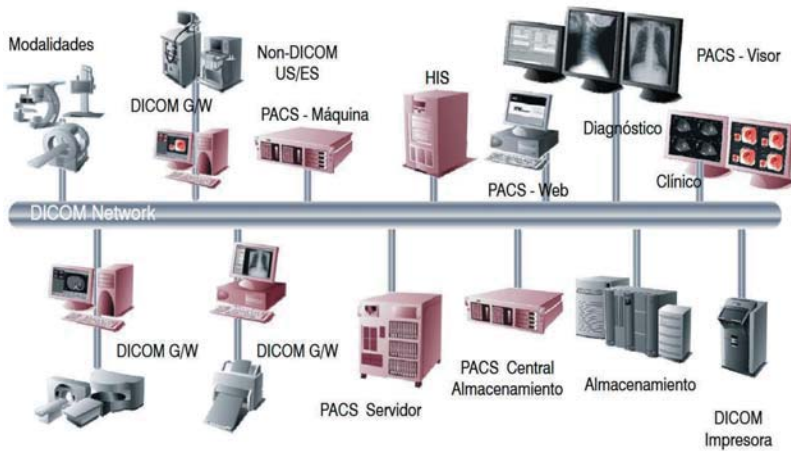 Modalidades
Non-DICOM
US/ES
DICOM G/W
PACS - Máquina
HIS
PACS - Web
PACS - Visor
Diagnóstico
Clínico
DICOM Network
DICOM G/W
DICOM G/W
PACS Servidor
PACS Central
Almacenamiento
Almacenamiento
DICOM
Impresora